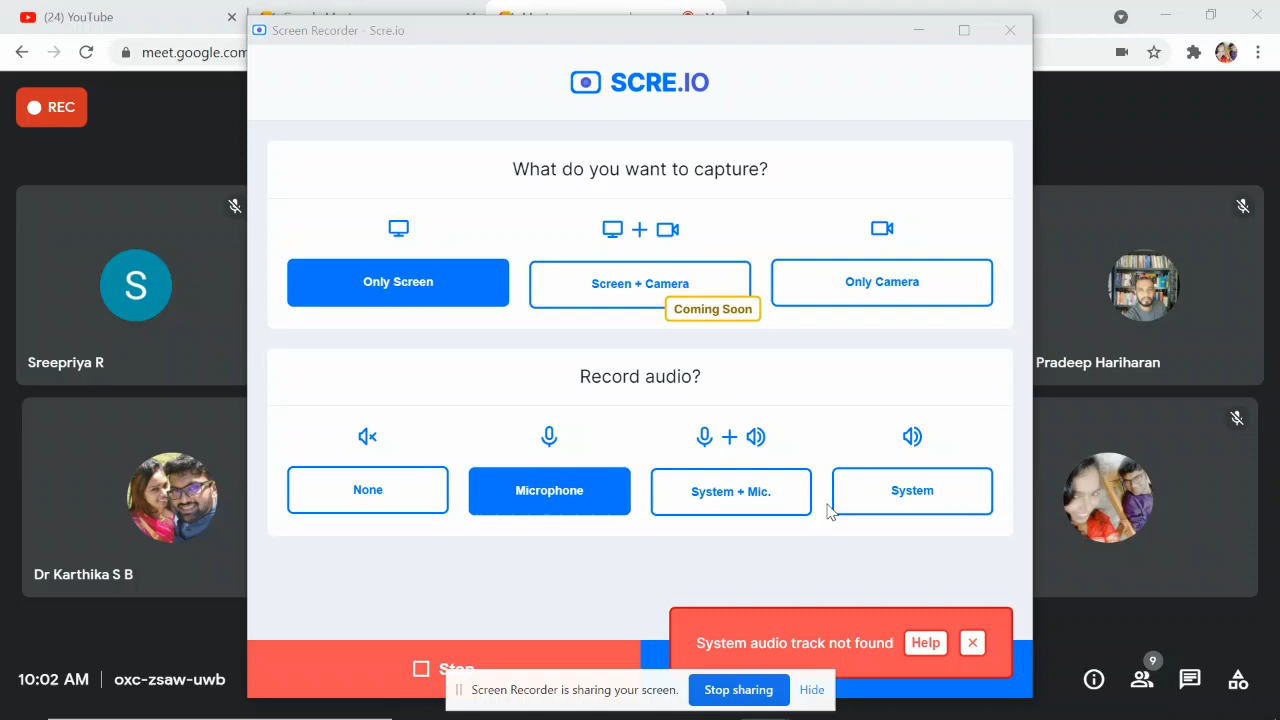 (24) YouTube
Screen Recorder - Scre.io
meet.google.com
SCRE.IO
REC
What do you want to capture?
Only Screen
Screen + Camera
Only Camera
Coming Soon
S
Sreepriya R
Pradeep Hariharan
Record audio?
None
Microphone
System + Mic.
System
Dr Karthika S B
System audio track not found
Help
10:02 AM
oxc-zsaw-uwb
Stop
Screen Recorder is sharing your screen.
Stop sharing
Hide
9